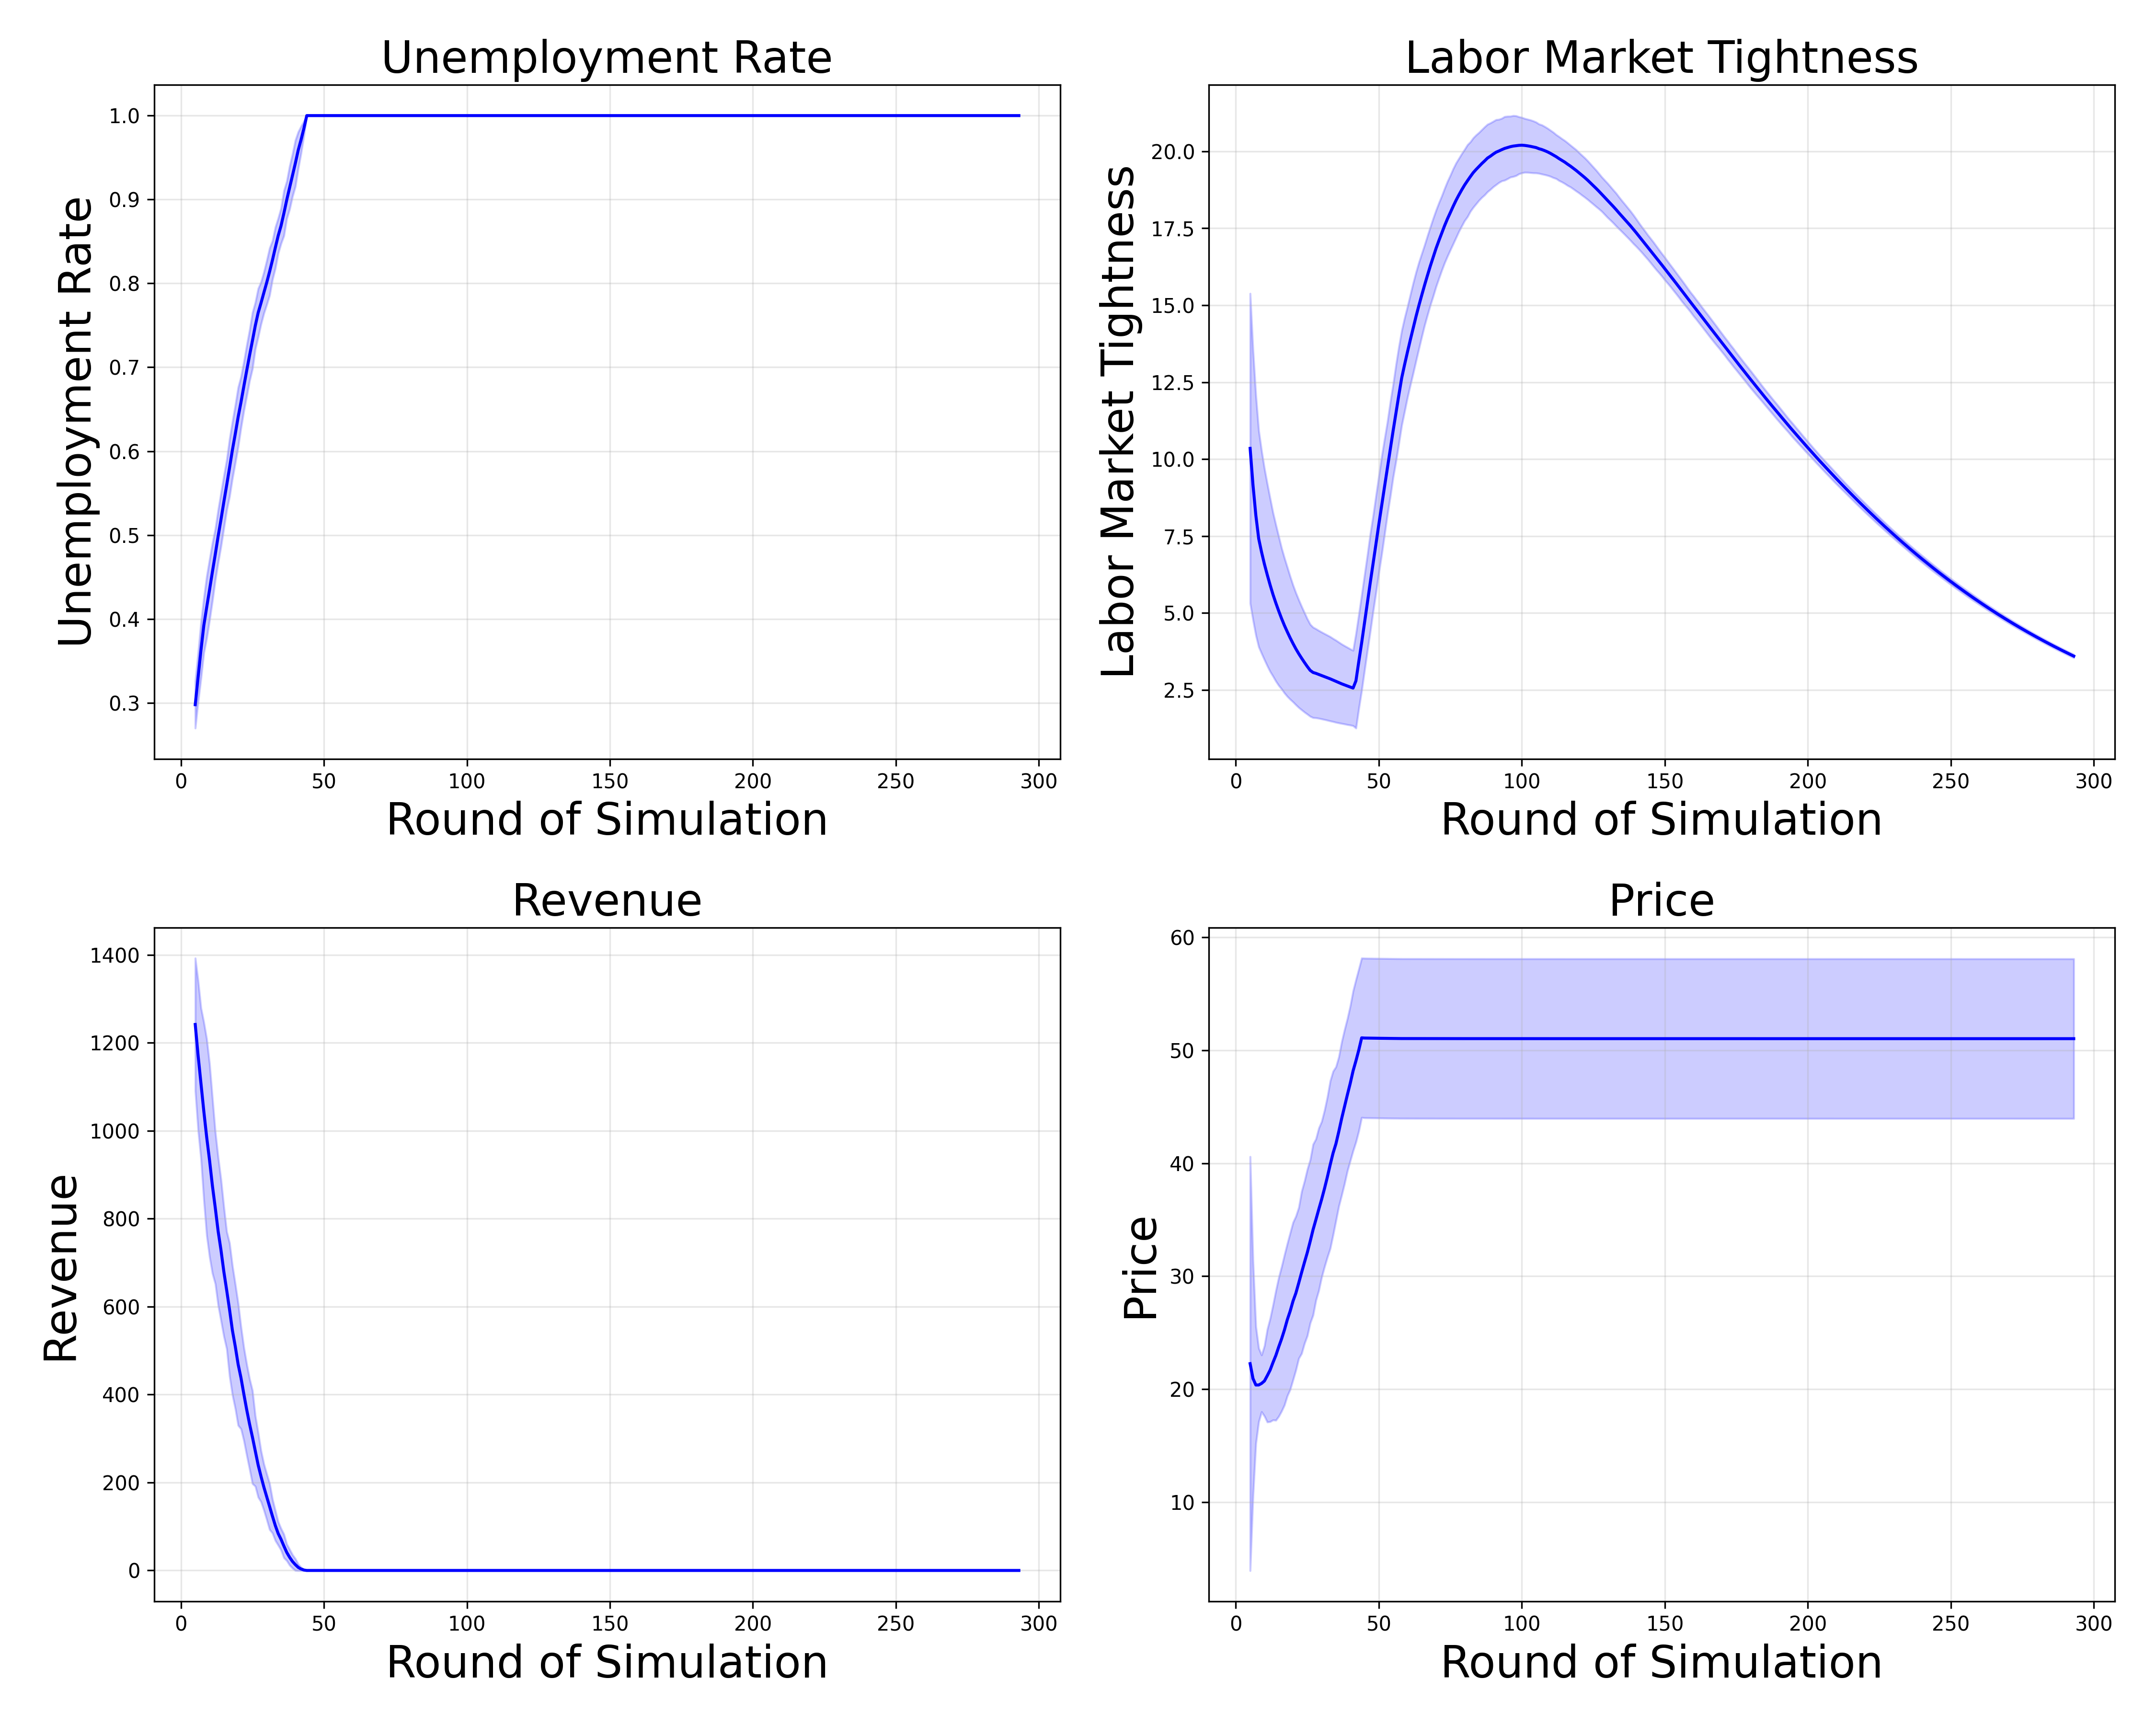 Unemployment Rate
Unemployment Rate
1.0
0.9
0.8
0.7
0.6
0.5
0.4
0.3
0 50 100 150 200 250 300
Round of Simulation
Labor Market Tightness
Labor Market Tightness
20.0
17.5
15.0
12.5
10.0
7.5
5.0
2.5
0 50 100 150 200 250 300
Round of Simulation
Revenue
Revenue
1400
1200
1000
800
600
400
200
0
0 50 100 150 200 250 300
Round of Simulation
Price
Price
60
50
40
30
20
10
0 50 100 150 200 250 300
Round of Simulation